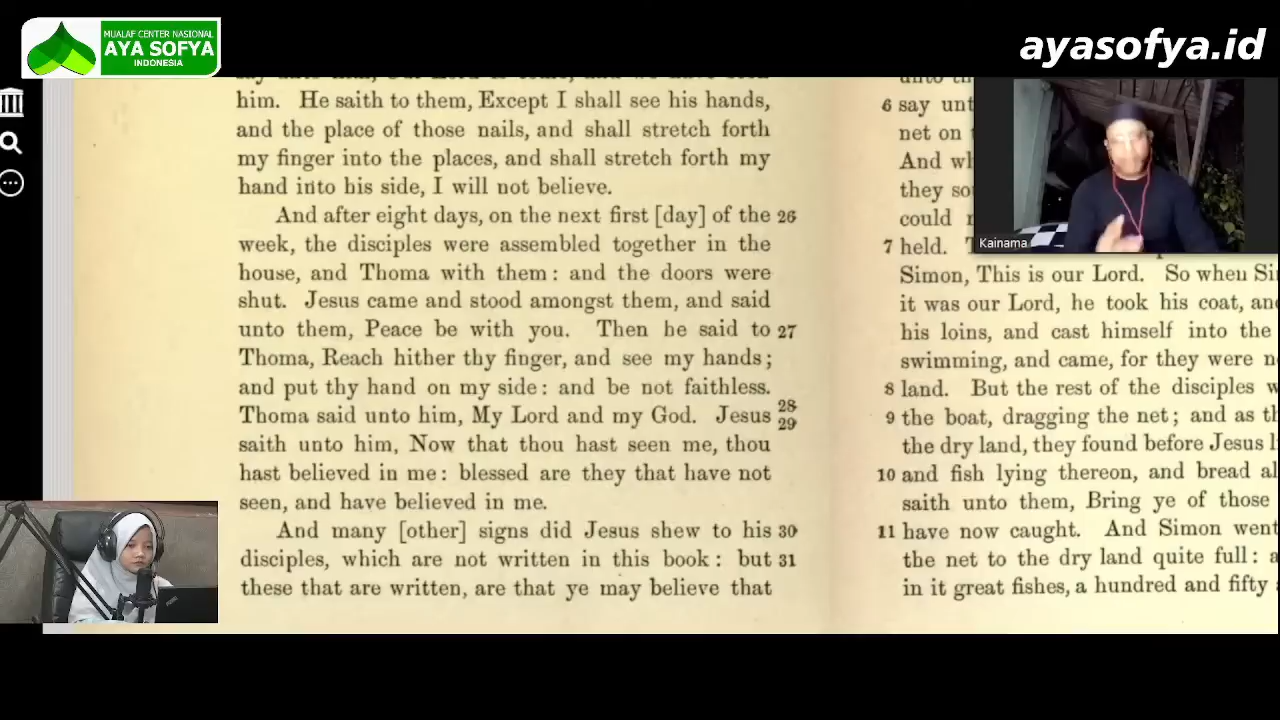 MUALAF CENTER NASIONAL
AYA SOFYA
INDONESIA
ayasofya.id
him. He saith to them, Except I shall see his hands,
and the place of those nails, and shall stretch forth
my finger into the places, and shall stretch forth my
hand into his side, I will not believe.
And after eight days, on the next first [day] of the 26
week, the disciples were assembled together in the
house, and Thoma with them: and the doors were
shut. Jesus came and stood amongst them, and said
unto them, Peace be with you. Then he said to 27
Thoma, Reach hither thy finger, and see my hands;
and put thy hand on my side: and be not faithless.
Thoma said unto him, My Lord and my God. Jesus 28 29
saith unto him, Now that thou hast seen me, thou
hast believed in me: blessed are they that have not
seen, and have believed in me.
And many [other] signs did Jesus shew to his 30
disciples, which are not written in this book: but 31
these that are written, are that ye may believe that
6 say unt
net on
And wh
they so
could
7 held.
Simon, This is our Lord. So when Si
it was our Lord, he took his coat, an
his loins, and cast himself into the
swimming, and came, for they were n
8 land. But the rest of the disciples
9 the boat, dragging the net; and as th
the dry land, they found before Jesus
10 and fish lying thereon, and bread a
saith unto them, Bring ye of those
11 have now caught. And Simon went
the net to the dry land quite full:
in it great fishes, a hundred and fifty
Kainama